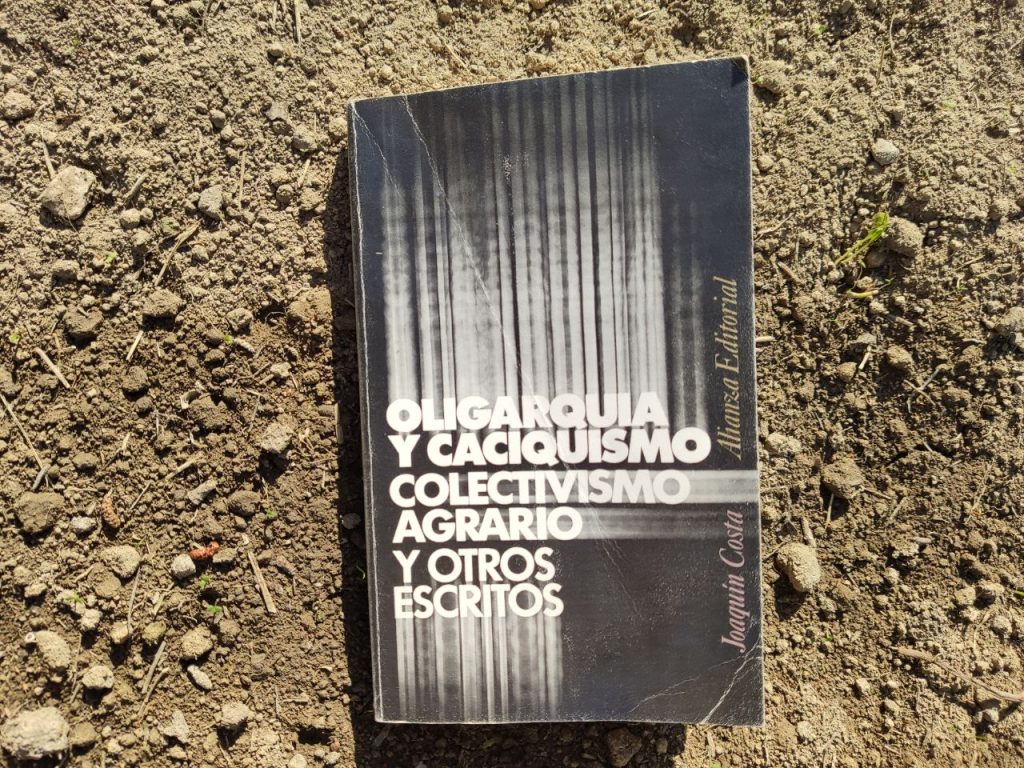 OLIGARQUIA
Y CACIQUISMO
COLECTIVISMO
AGRARIO
Y OTROS
ESCRITOS
Joaquín Costa
Alianza Editorial